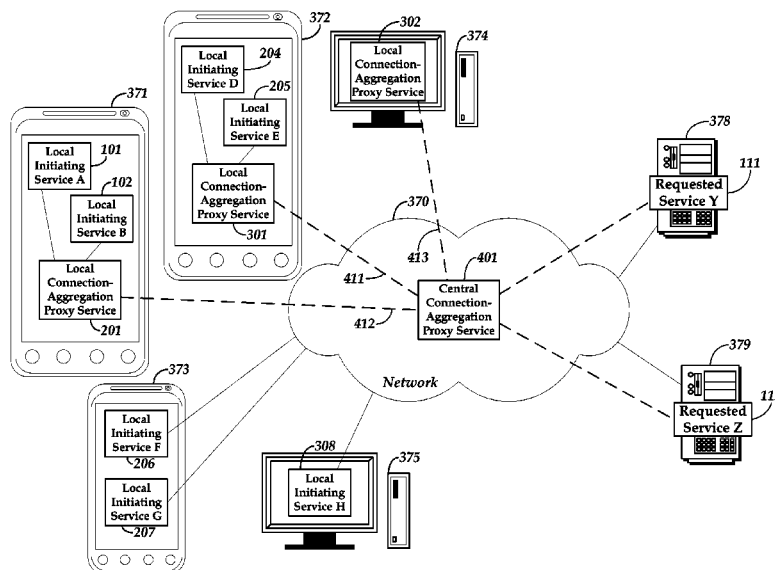 372
302
Local
Connection-
Aggregation
Proxy Service
374
Local
Initiating
Service D
204
205
Local
Initiating
Service E
Local
Connection-
Aggregation
Proxy Service
301
371
Local
Initiating
Service A
101
102
Local
Initiating
Service B
Local
Connection-
Aggregation
Proxy Service
201
378
111
Requested
Service Y
370
413
411
401
Central
Connection-
Aggregation
Proxy Service
412
Network
379
11
Requested
Service Z
373
Local
Initiating
Service F
206
Local
Initiating
Service G
207
308
Local
Initiating
Service H
375